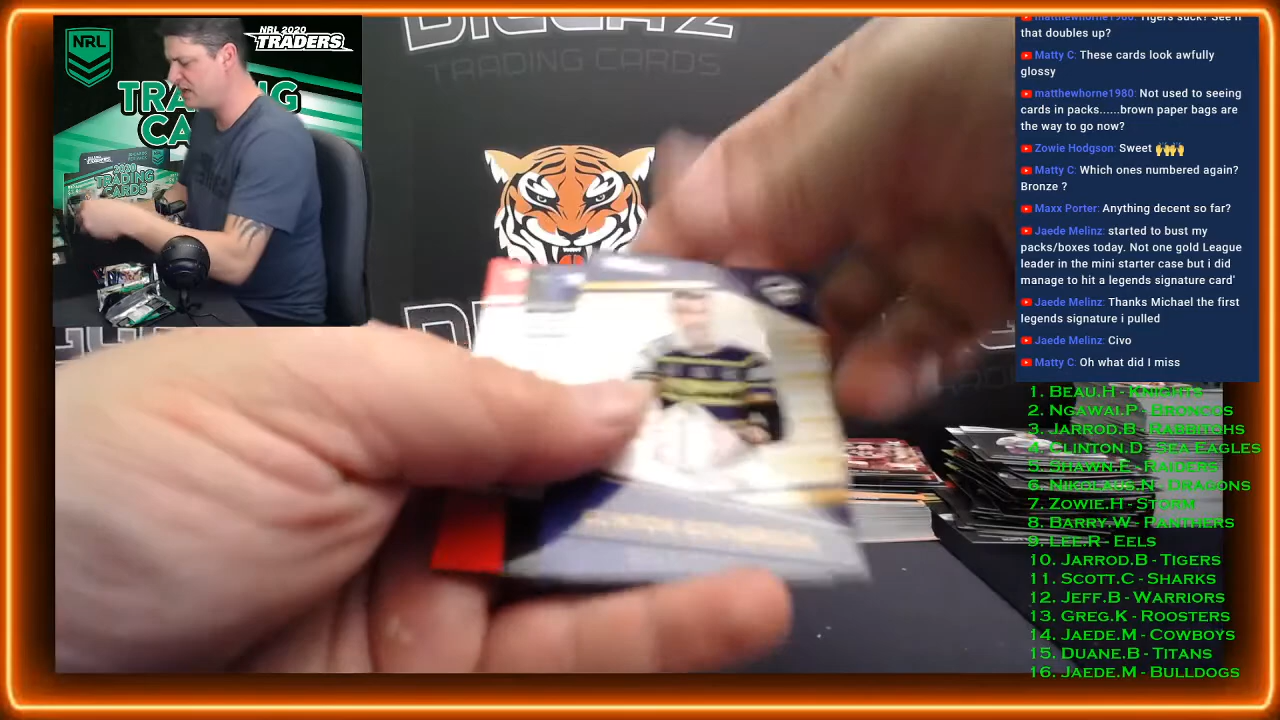 NRL
NRL 2020
TRADERS
TRADING
2020
TRADING
CARDS
DIGGAZ
TRADING CARDS
matthewhorne1980: Tigers suck! See if
that doubles up?
Matty C: These cards look awfully
glossy
matthewhorne1980: Not used to seeing
cards in packs......brown paper bags are
the way to go now?
Zowie Hodgson: Sweet 🙌🙌
Matty C: Which ones numbered again?
Bronze ?
Maxx Porter: Anything decent so far?
Jaede Melinz: started to bust my
packs/boxes today. Not one gold League
leader in the mini starter case but i did
manage to hit a legends signature card'
Jaede Melinz: Thanks Michael the first
legends signature i pulled
Jaede Melinz: Civo
Matty C: Oh what did I miss
1. Beau.H - Knights
2. Ngawai.P - Broncos
3. Jarrod.B - Rabbitohs
4. Clinton.D - Sea Eagles
5. Shawn.E - Raiders
6. Nikolaus.N - Dragons
7. Zowie.H - Storm
8. Barry.W - Panthers
9. Lee.R - Eels
10. Jarrod.B - Tigers
11. Scott.C - Sharks
12. Jeff.B - Warriors
13. Greg.K - Roosters
14. Jaede.M - Cowboys
15. Duane.B - Titans
16. Jaede.M - Bulldogs